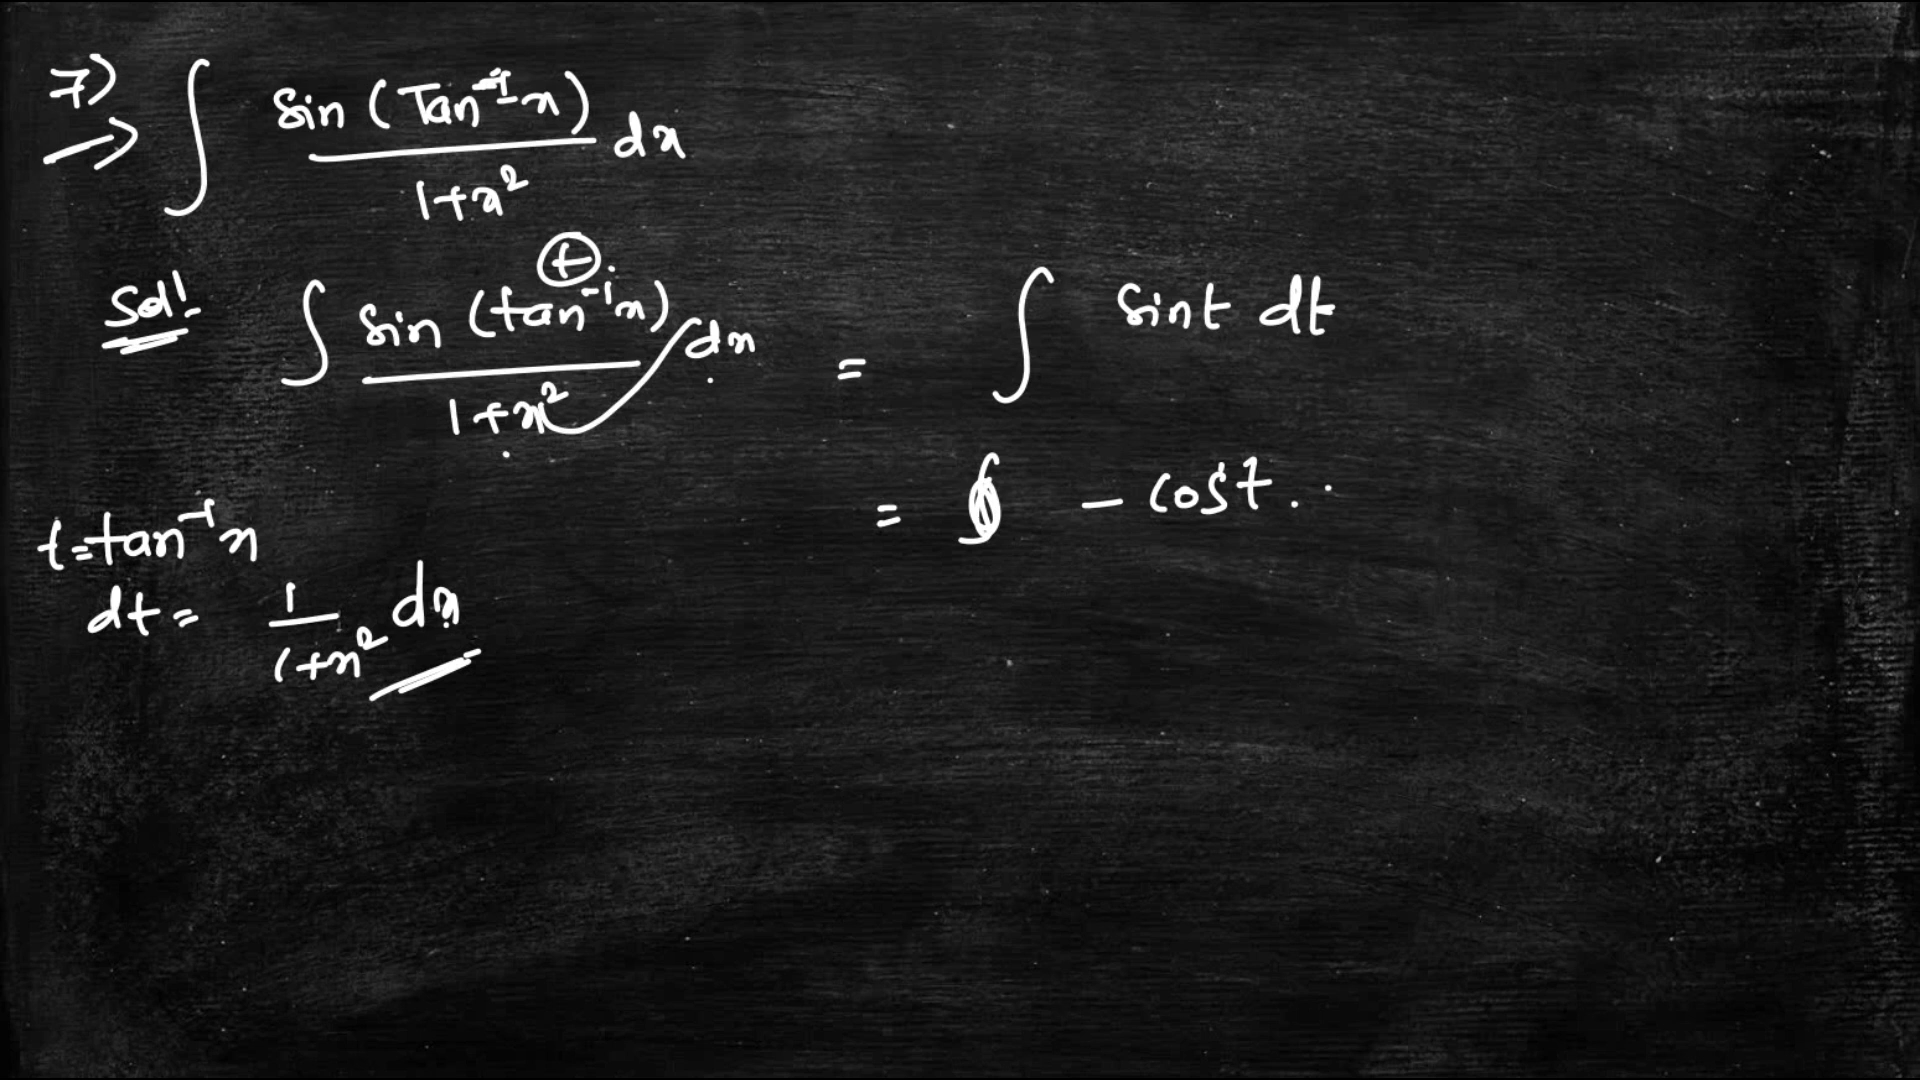 7) ∫ Sin (Tan⁻¹x) / 1+x² dx
Sol! ∫ Sin (tan⁻¹x) / 1+x² dx = ∫ Sint dt
t
= - cost..
t=tan⁻¹x
dt= 1 / 1+x² dx